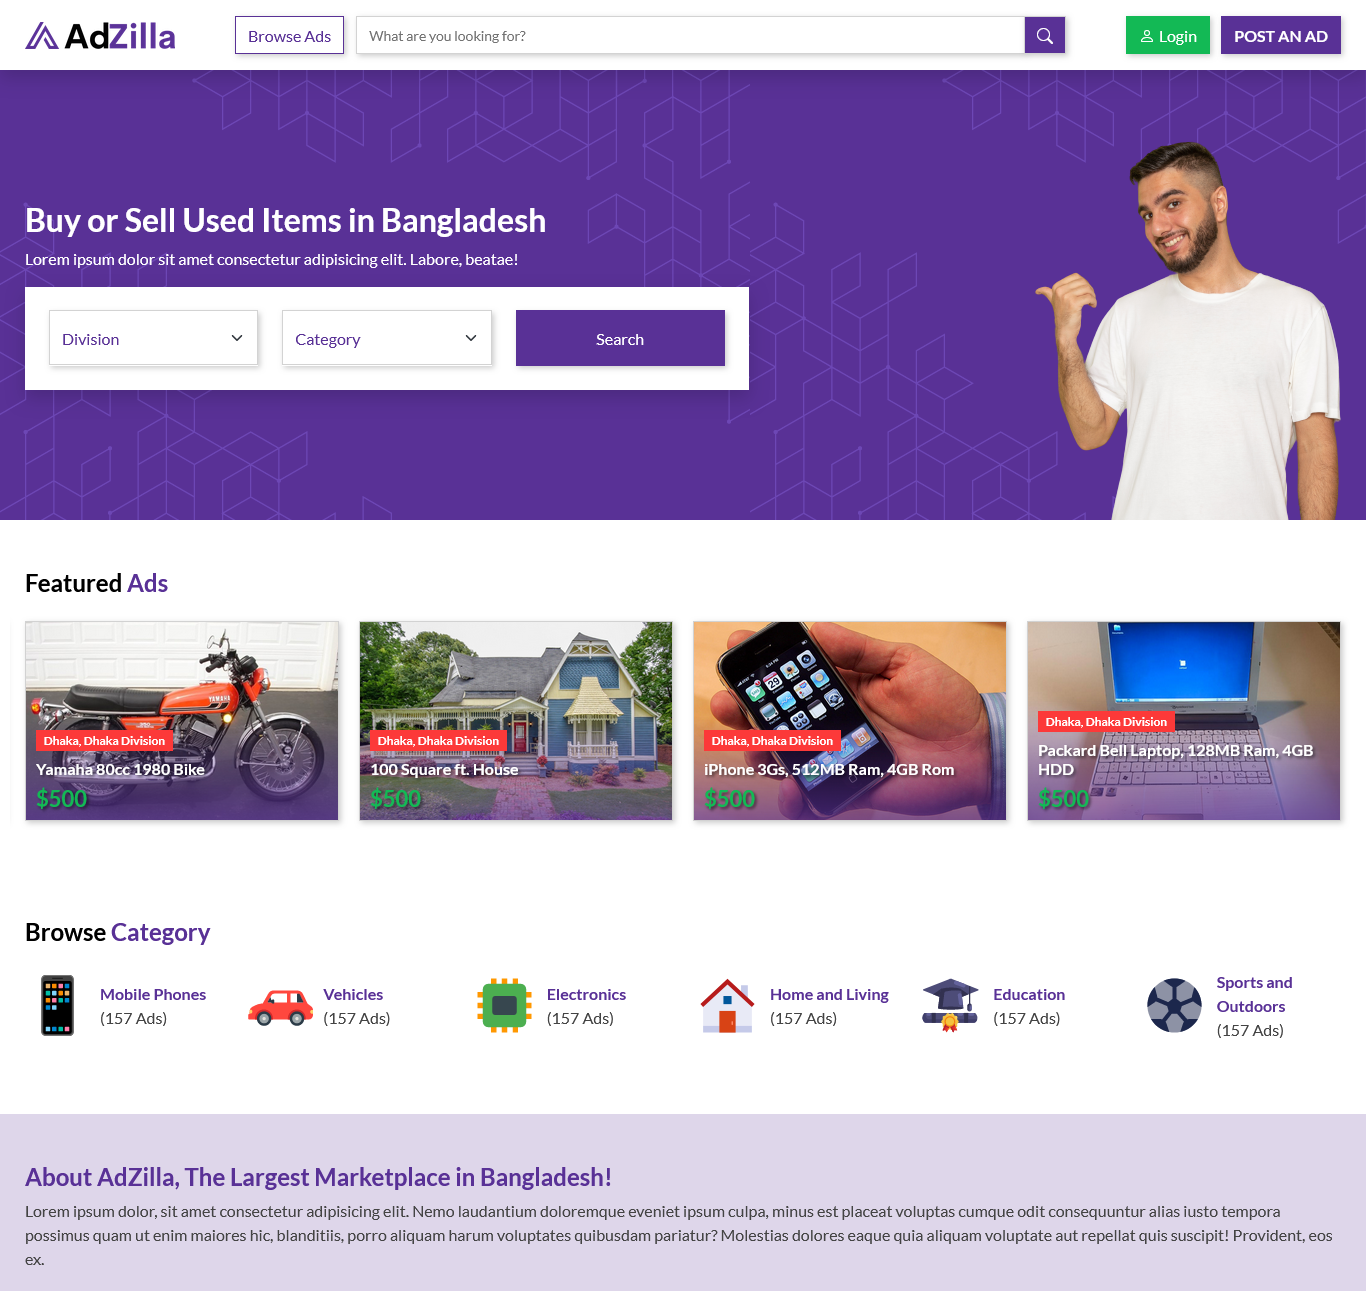 AdZilla
Browse Ads
What are you looking for?
Login
POST AN AD
Buy or Sell Used Items in Bangladesh
Lorem ipsum dolor sit amet consectetur adipisicing elit. Labore, beatae!
Division
Category
Search
Featured Ads
YAMAHA
Dhaka, Dhaka Division
Yamaha 80cc 1980 Bike
$500
Dhaka, Dhaka Division
100 Square ft. House
$500
Dhaka, Dhaka Division
iPhone 3Gs, 512MB Ram, 4GB Rom
$500
Dhaka, Dhaka Division
Packard Bell Laptop, 128MB Ram, 4GB
HDD
$500
Browse Category
Mobile Phones
(157 Ads)
Vehicles
(157 Ads)
Electronics
(157 Ads)
Home and Living
(157 Ads)
Education
(157 Ads)
Sports and
Outdoors
(157 Ads)
About AdZilla, The Largest Marketplace in Bangladesh!
Lorem ipsum dolor, sit amet consectetur adipisicing elit. Nemo laudantium doloremque eveniet ipsum culpa, minus est placeat voluptas cumque odit consequuntur alias iusto tempora
possimus quam ut enim maiores hic, blanditiis, porro aliquam harum voluptates quibusdam pariatur? Molestias dolores eaque quia aliquam voluptate aut repellat quis suscipit! Provident, eos
ex.